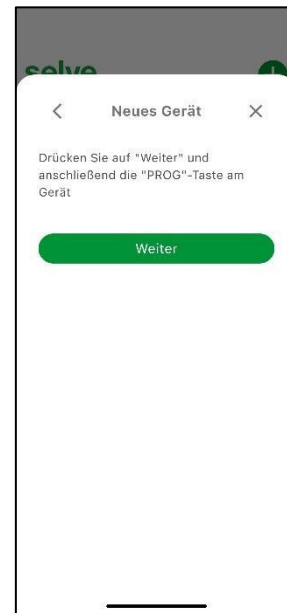 selve
Neues Gerät
Drücken Sie auf "Weiter" und
anschließend die "PROG"-Taste am
Gerät
Weiter